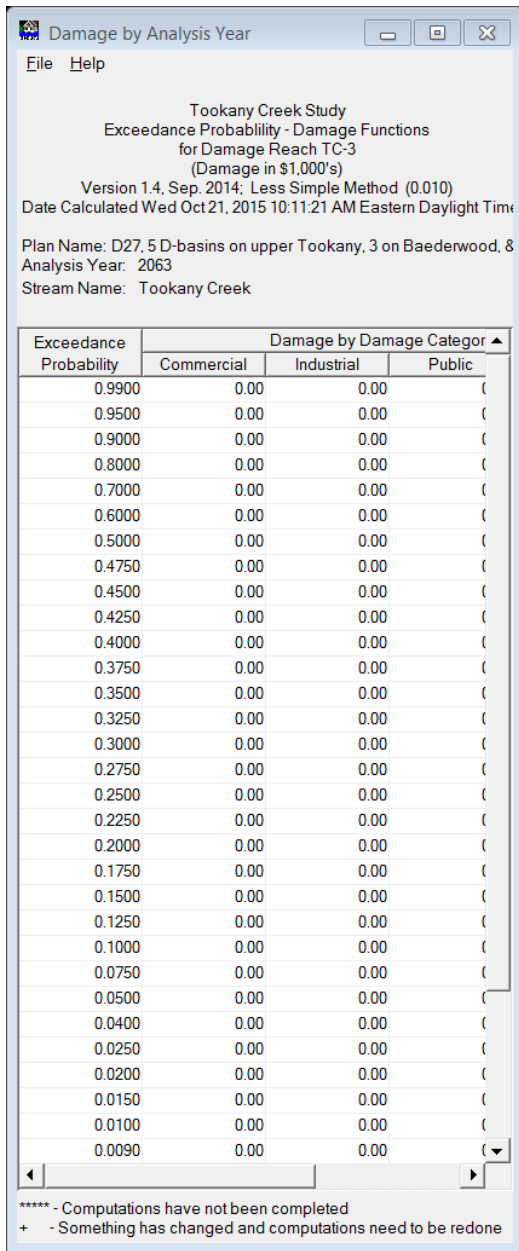 Damage by Analysis Year
File Help
Tookany Creek Study
Exceedance Probablility - Damage Functions
for Damage Reach TC-3
(Damage in $1,000's)
Version 1.4, Sep. 2014; Less Simple Method (0.010)
Date Calculated Wed Oct 21, 2015 10:11:21 AM Eastern Daylight Time
Plan Name: D27, 5 D-basins on upper Tookany, 3 on Baederwood, &
Analysis Year: 2063
Stream Name: Tookany Creek
Exceedance Damage by Damage Categor
Probability Commercial Industrial Public
0.9900 0.00 0.00
0.9500 0.00 0.00
0.9000 0.00 0.00
0.8000 0.00 0.00
0.7000 0.00 0.00
0.6000 0.00 0.00
0.5000 0.00 0.00
0.4750 0.00 0.00
0.4500 0.00 0.00
0.4250 0.00 0.00
0.4000 0.00 0.00
0.3750 0.00 0.00
0.3500 0.00 0.00
0.3250 0.00 0.00
0.3000 0.00 0.00
0.2750 0.00 0.00
0.2500 0.00 0.00
0.2250 0.00 0.00
0.2000 0.00 0.00
0.1750 0.00 0.00
0.1500 0.00 0.00
0.1250 0.00 0.00
0.1000 0.00 0.00
0.0750 0.00 0.00
0.0500 0.00 0.00
0.0400 0.00 0.00
0.0250 0.00 0.00
0.0200 0.00 0.00
0.0150 0.00 0.00
0.0100 0.00 0.00
0.0090 0.00 0.00
***** - Computations have not been completed
+ - Something has changed and computations need to be redone